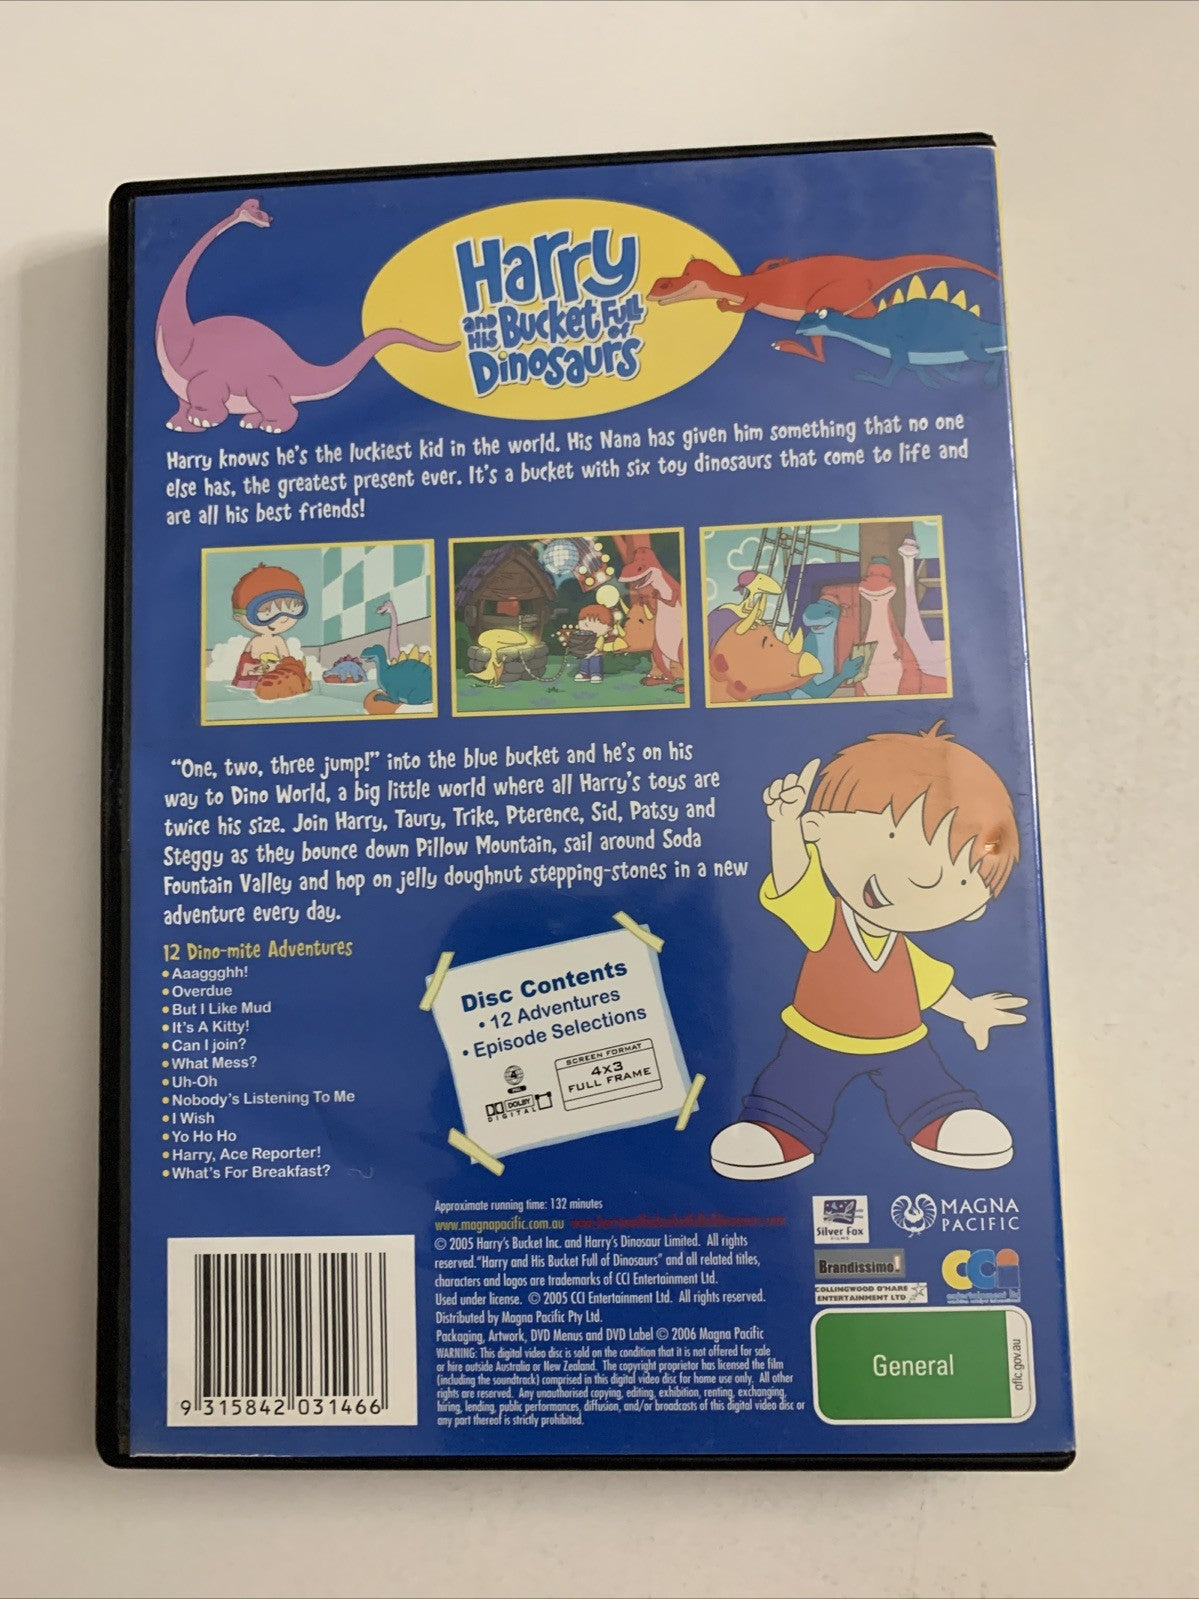 Harry
and His Bucket Full of
Dinosaurs
Harry knows he's the luckiest kid in the world. His Nana has given him something that no one
else has, the greatest present ever. It's a bucket with six toy dinosaurs that come to life and
are all his best friends!
"One, two, three jump!" into the blue bucket and he's on his
way to Dino World, a big little world where all Harry's toys are
twice his size. Join Harry, Taury, Trike, Pterence, Sid, Patsy and
Steggy as they bounce down Pillow Mountain, sail around Soda
Fountain Valley and hop on jelly doughnut stepping-stones in a new
adventure every day.
12 Dino-mite Adventures
• Aaaggghh!
• Overdue
• But I Like Mud
• It's A Kitty!
• Can I join?
• What Mess?
• Uh-Oh
• Nobody's Listening To Me
• I Wish
• Yo Ho Ho
• Harry, Ace Reporter!
• What's For Breakfast?
Disc Contents
• 12 Adventures
• Episode Selections
4
PAL
DOLBY
DIGITAL
SCREEN FORMAT
4x3
FULL FRAME
Approximate running time: 132 minutes
www.magnapacific.com.au
© 2005 Harry's Bucket Inc. and Harry's Dinosaur Limited. All rights
reserved. "Harry and His Bucket Full of Dinosaurs" and all related titles,
characters and logos are trademarks of CCI Entertainment Ltd.
Used under license. © 2005 CCI Entertainment Ltd. All rights reserved.
Distributed by Magna Pacific Pty Ltd.
Packaging, Artwork, DVD Menus and DVD Label © 2006 Magna Pacific
WARNING: This digital video disc is sold on the condition that it is not offered for sale
or hire outside Australia or New Zealand. The copyright proprietor has licensed the film
(including the soundtrack) comprised in this digital video disc for home use only. All other
rights are reserved. Any unauthorised copying, editing, exhibition, renting, exchanging,
hiring, lending, public performances, diffusion, and/or broadcasts of this digital video disc or
any part thereof is strictly prohibited.
Silver Fox
FILMS
MAGNA
PACIFIC
Brandissimo!
COLLINGWOOD O'HARE
ENTERTAINMENT LTD
cci
entertainment ltd
General
oflc.gov.au
9 315842 031466